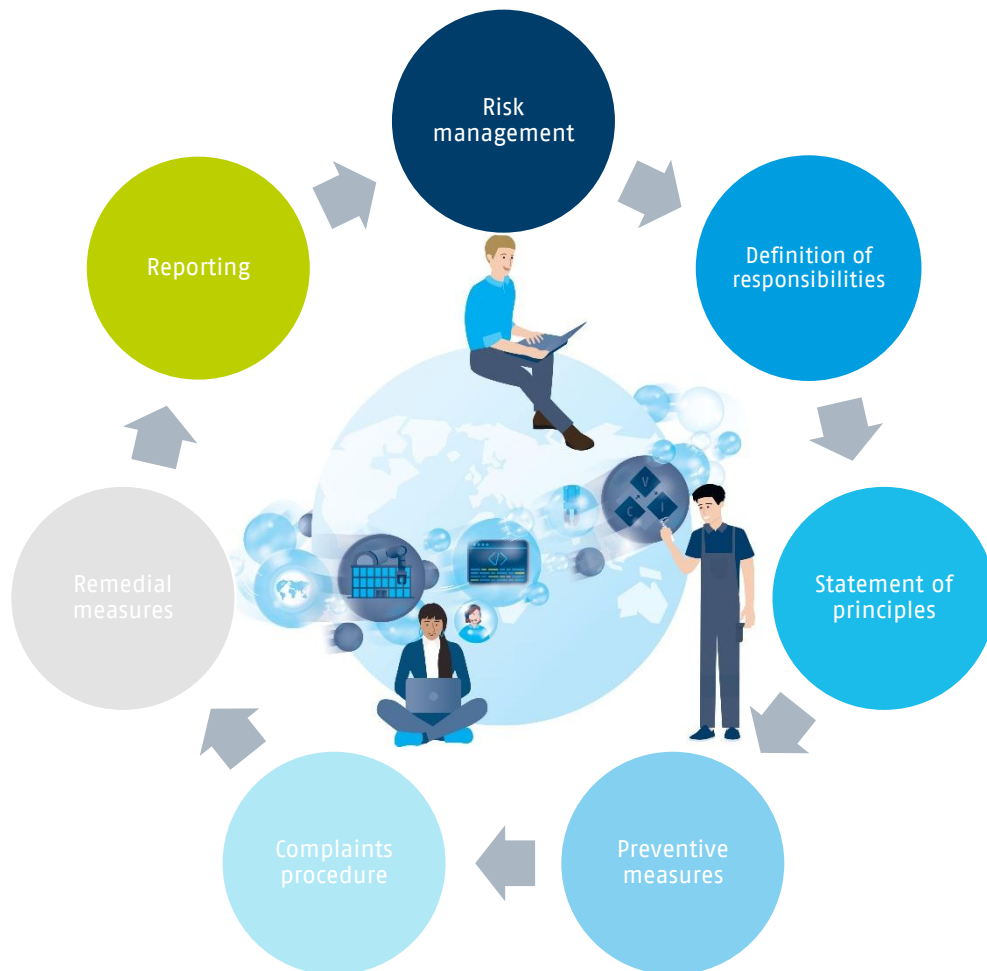 Risk
management
Definition of
responsibilities
Statement of
principles
Preventive
measures
Complaints
procedure
Remedial
measures
Reporting
V
C
I
</>